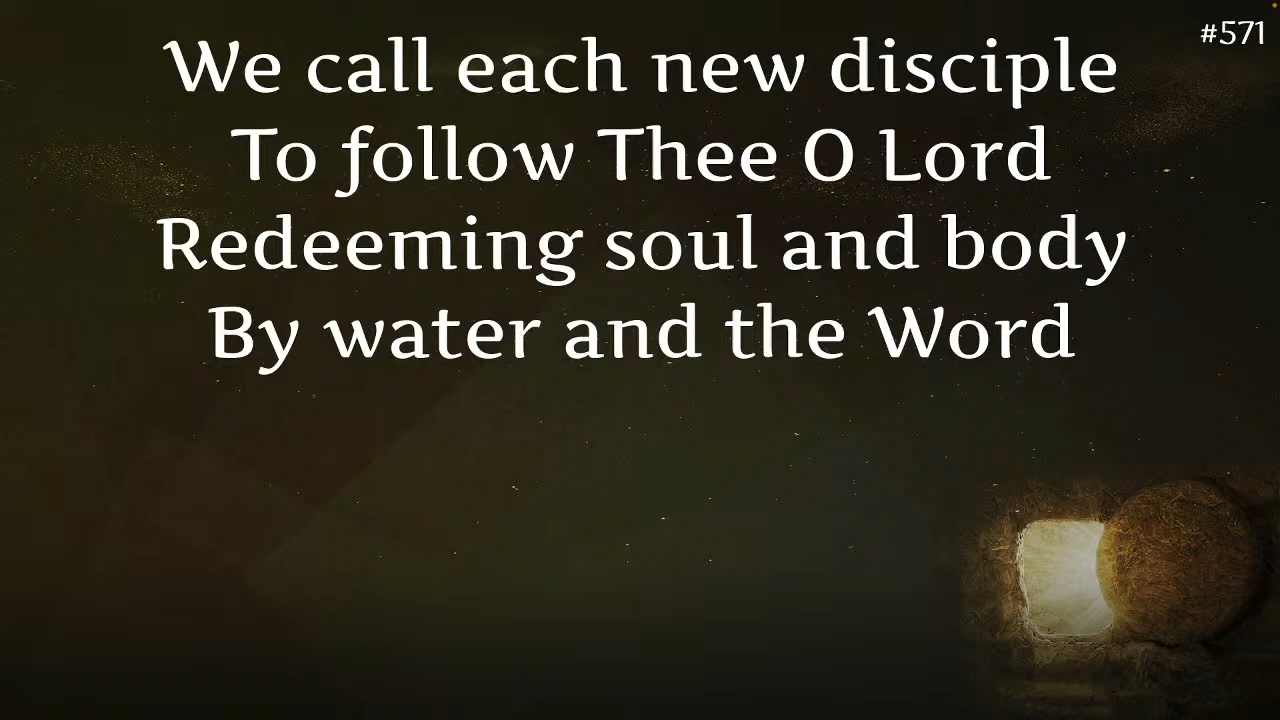 #571
We call each new disciple
To follow Thee O Lord
Redeeming soul and body
By water and the Word